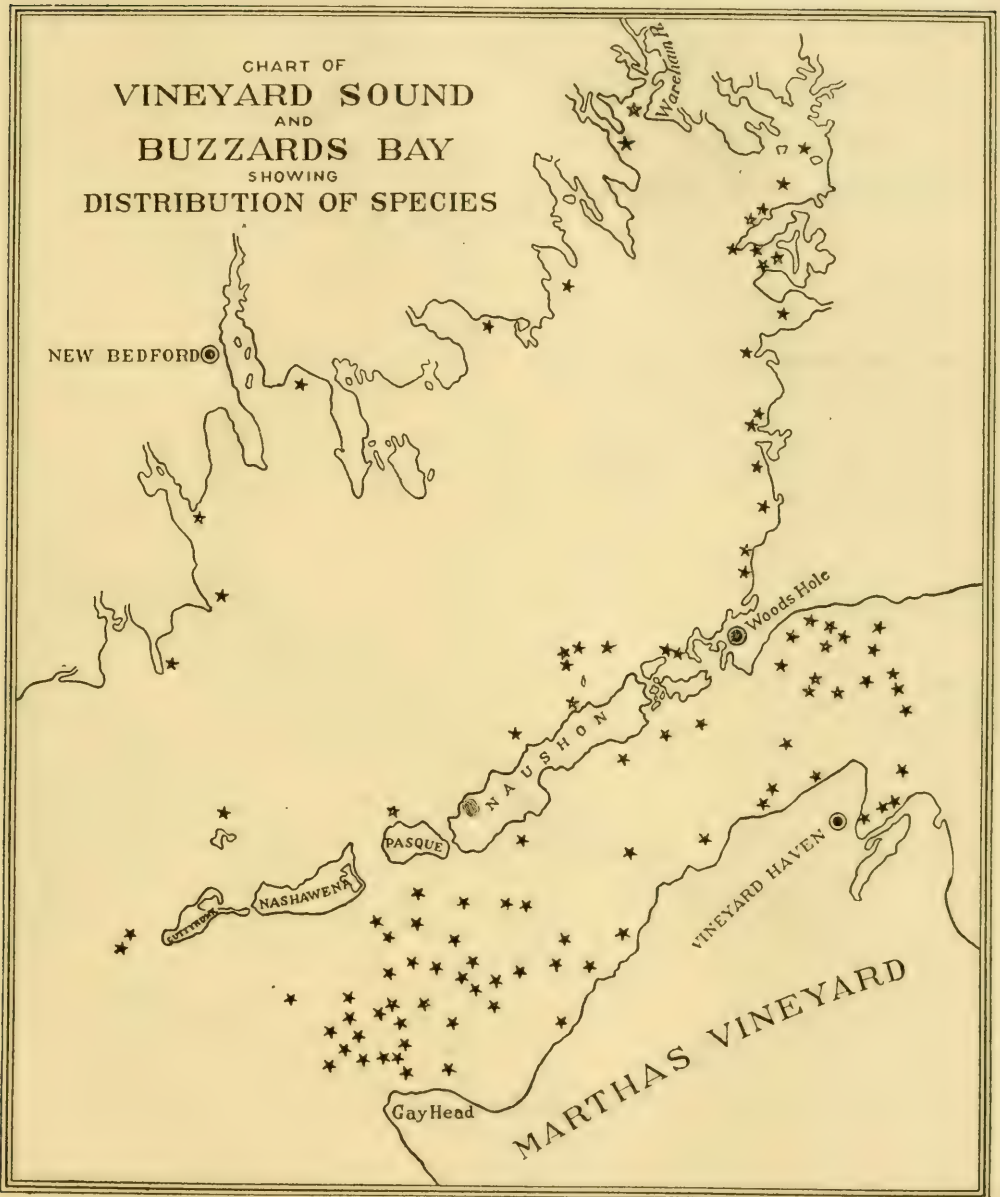 CHART OF
VINEYARD SOUND
AND
BUZZARDS BAY
SHOWING
DISTRIBUTION OF SPECIES
Wareham R.
NEW BEDFORD
Woods Hole
NAUSHON
PASQUE
NASHAWENA
CUTTYHUNK
VINEYARD HAVEN
MARTHAS VINEYARD
Gay Head